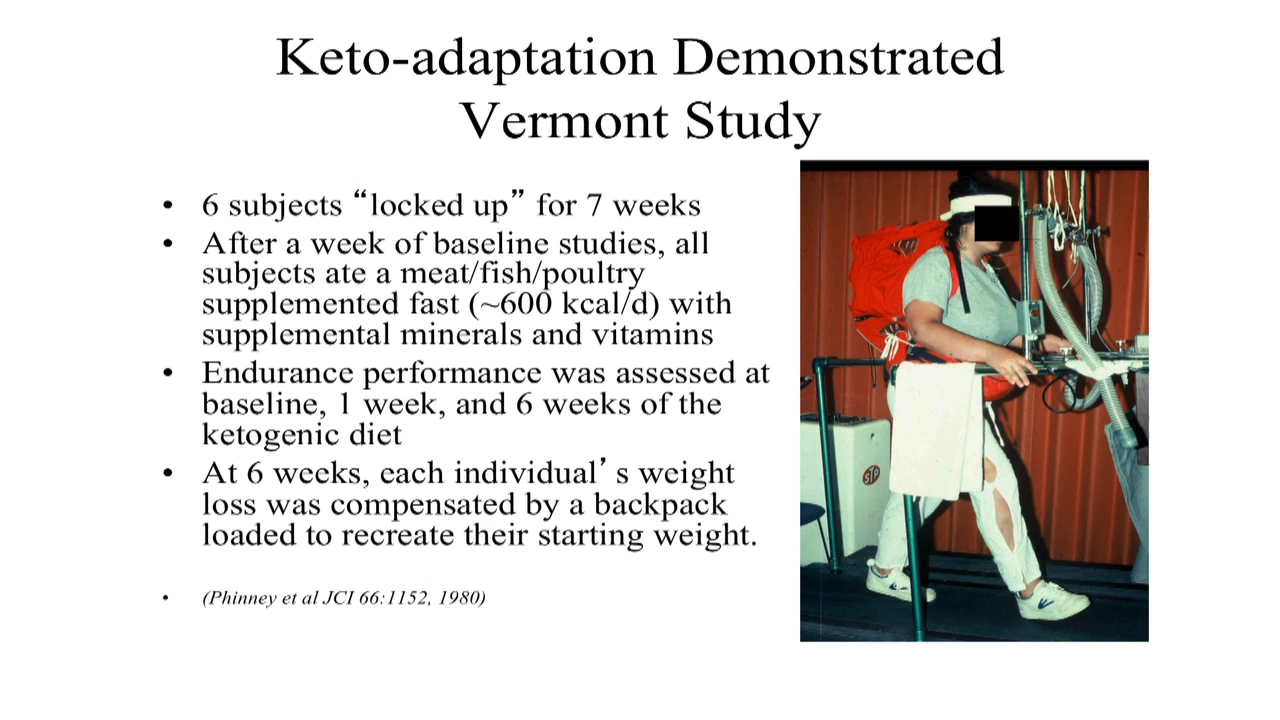 Keto-adaptation Demonstrated
Vermont Study
• 6 subjects “locked up” for 7 weeks
• After a week of baseline studies, all
subjects ate a meat/fish/poultry
supplemented fast (~600 kcal/d) with
supplemental minerals and vitamins
• Endurance performance was assessed at
baseline, 1 week, and 6 weeks of the
ketogenic diet
• At 6 weeks, each individual’s weight
loss was compensated by a backpack
loaded to recreate their starting weight.
• (Phinney et al JCI 66:1152, 1980)
STP